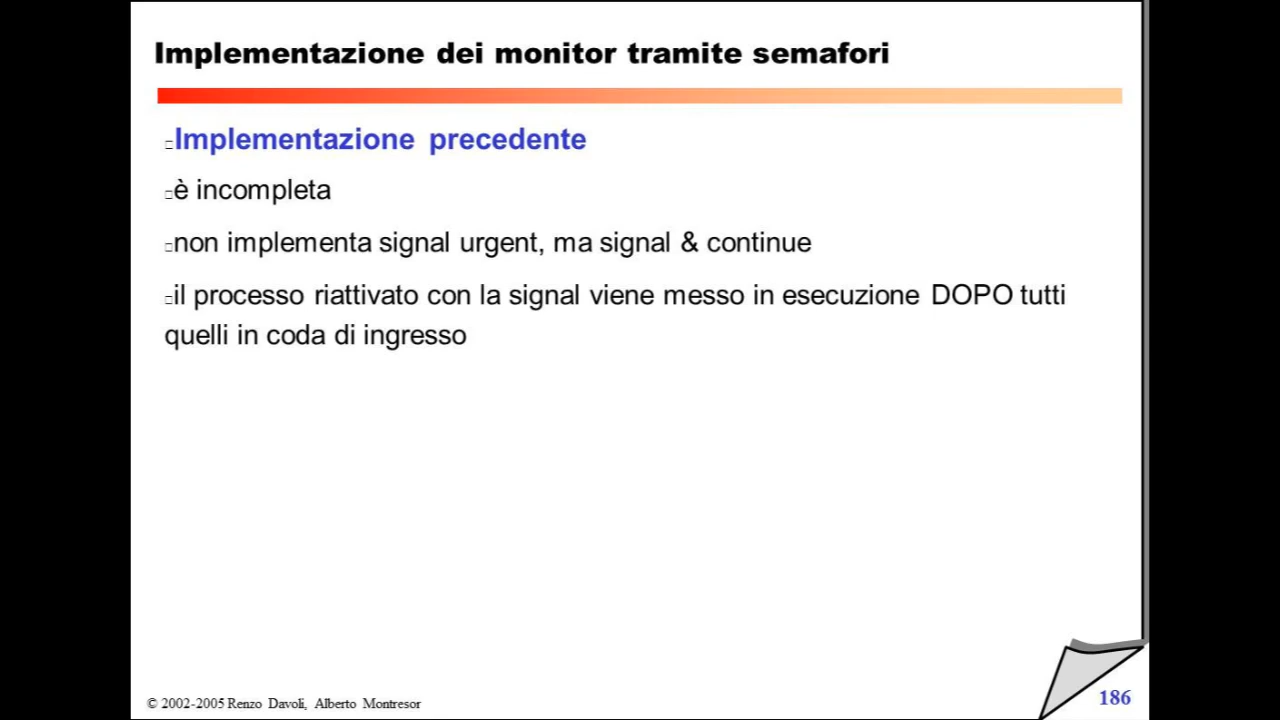 Implementazione dei monitor tramite semafori
Implementazione precedente
è incompleta
non implementa signal urgent, ma signal & continue
il processo riattivato con la signal viene messo in esecuzione DOPO tutti
quelli in coda di ingresso
© 2002-2005 Renzo Davoli, Alberto Montresor
186